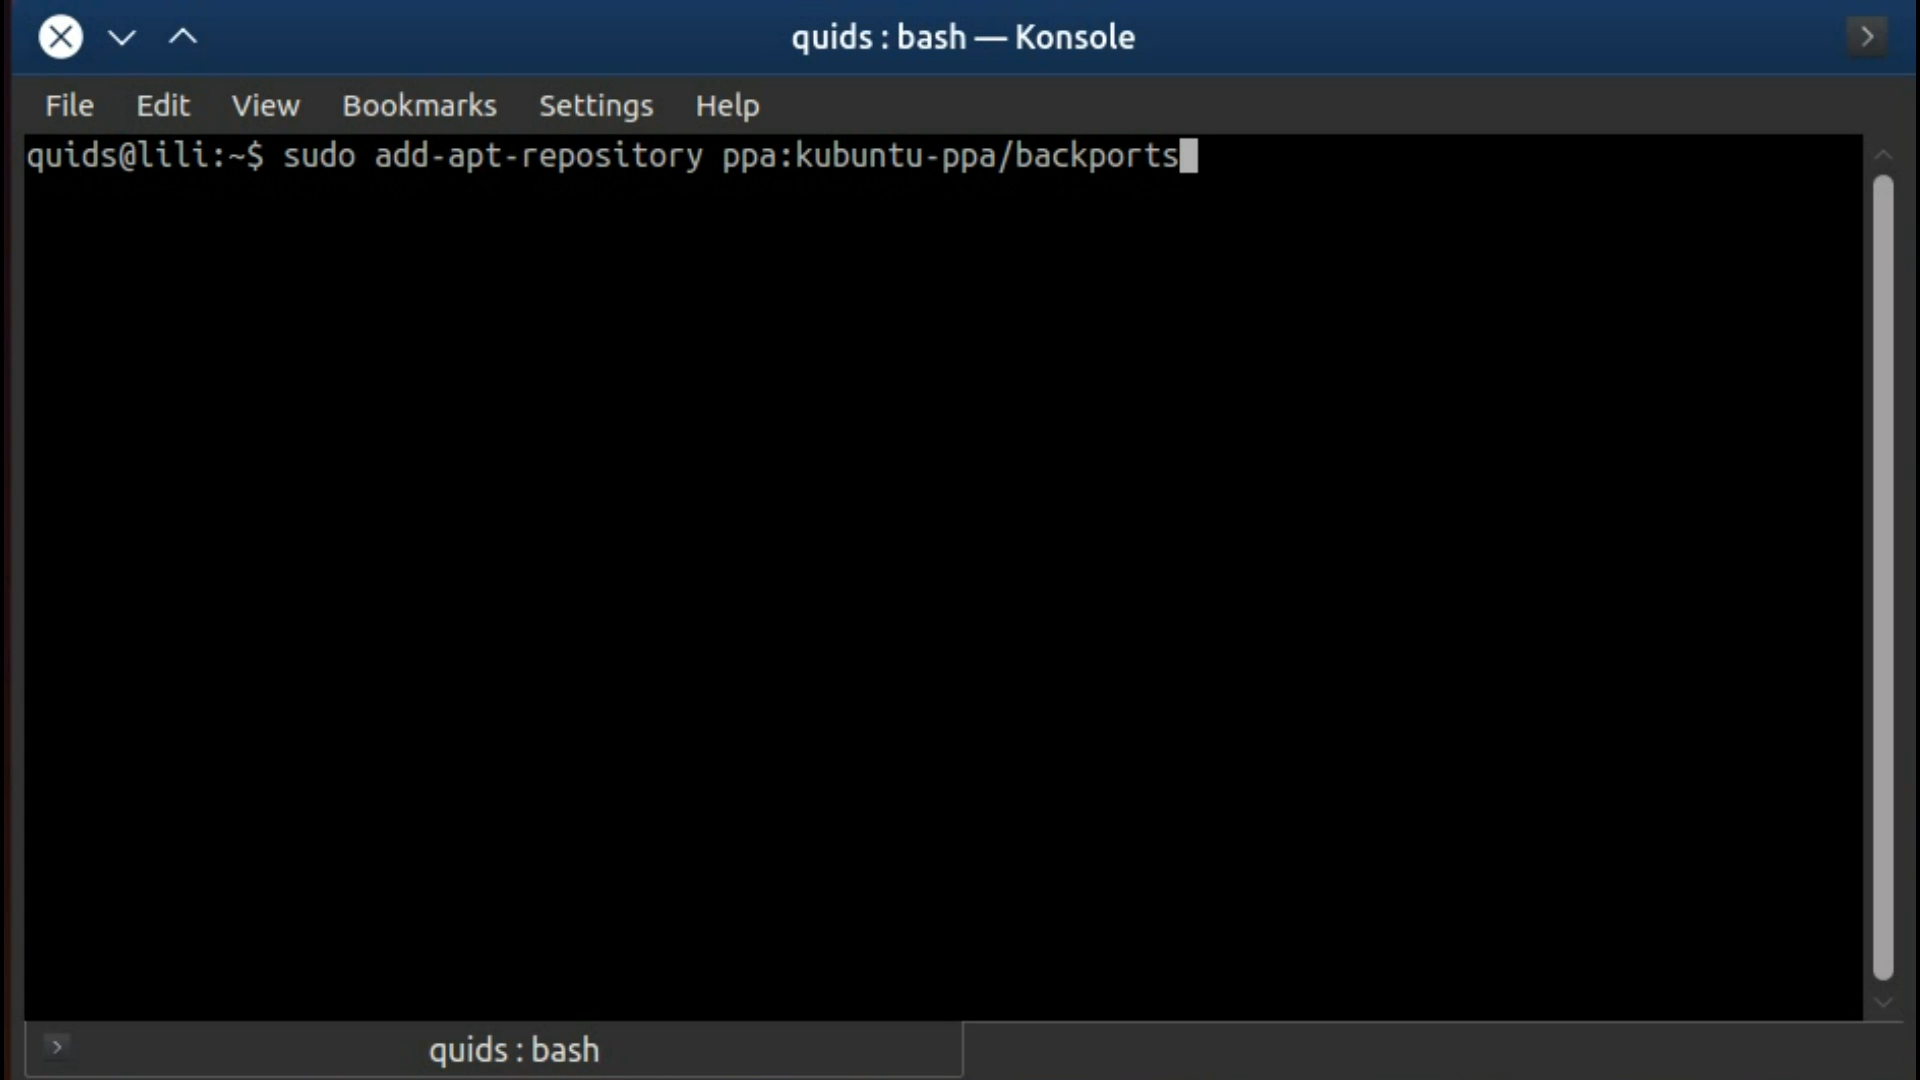 quids : bash — Konsole
File Edit View Bookmarks Settings Help
quids@lili:~$ sudo add-apt-repository ppa:kubuntu-ppa/backports
quids : bash